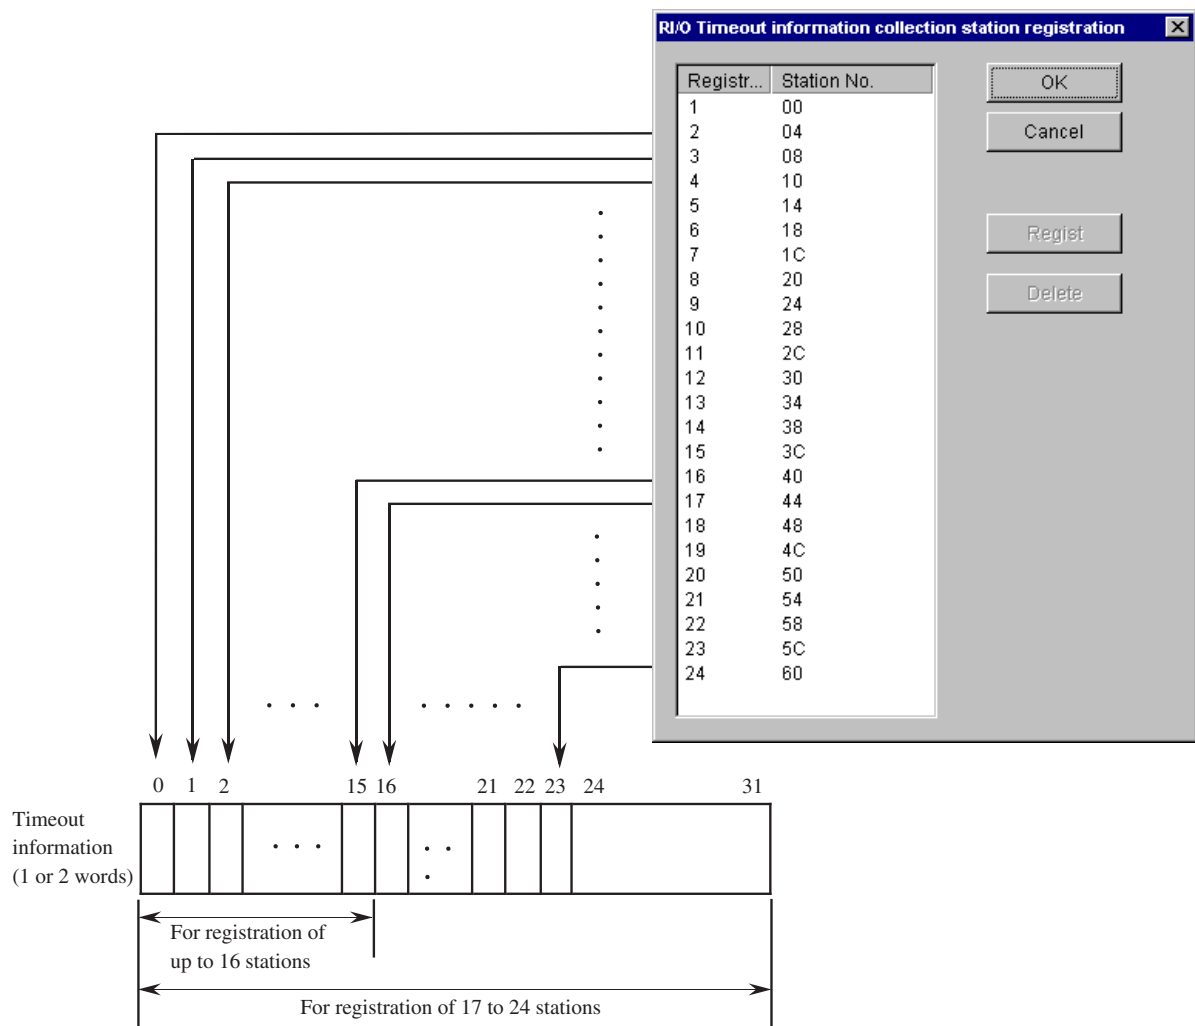 RI/O Timeout information collection station registration
Registr... Station No.
1 00
2 04
3 08
4 10
5 14
6 18
7 1C
8 20
9 24
10 28
11 2C
12 30
13 34
14 38
15 3C
16 40
17 44
18 48
19 4C
20 50
21 54
22 58
23 5C
24 60
OK
Cancel
Regist
Delete
0 1 2 15 16 21 22 23 24 31
Timeout
information
(1 or 2 words)
For registration of
up to 16 stations
For registration of 17 to 24 stations